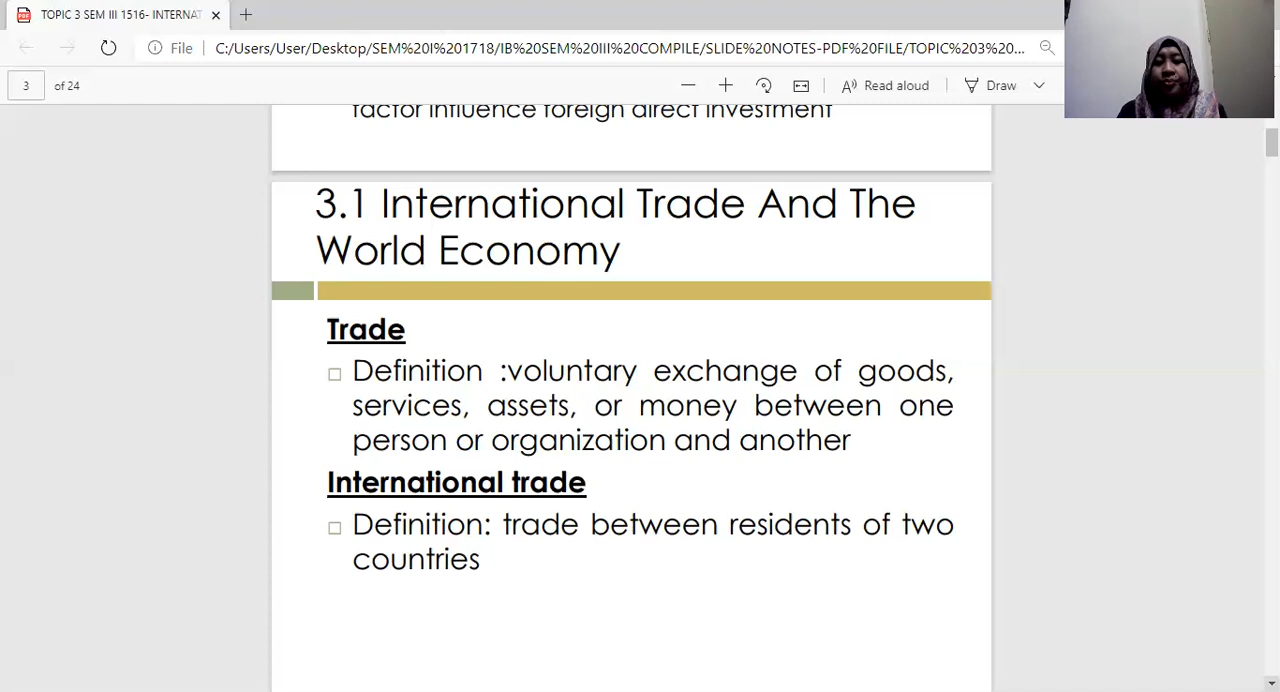 TOPIC 3 SEM III 1516- INTERNAT
File
C:/Users/User/Desktop/SEM%20I%201718/IB%20SEM%20III%20COMPILE/SLIDE%20NOTES-PDF%20FILE/TOPIC%203%20...
3 of 24
Read aloud
Draw
factor influence foreign direct investment
3.1 International Trade And The
World Economy
Trade
Definition :voluntary exchange of goods,
services, assets, or money between one
person or organization and another
International trade
Definition: trade between residents of two
countries